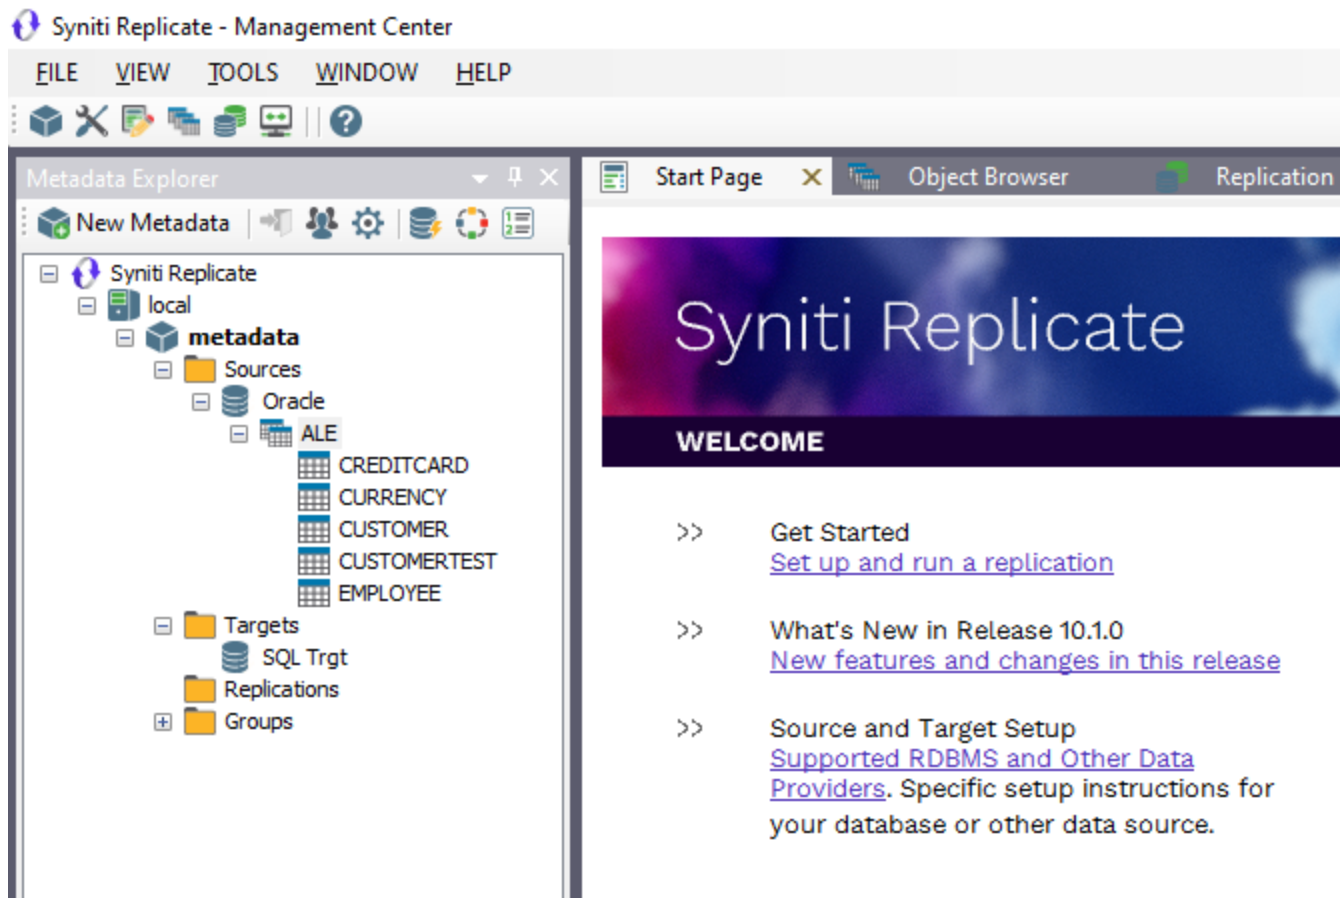 Syniti Replicate - Management Center
FILE VIEW TOOLS WINDOW HELP
Metadata Explorer
New Metadata
Syniti Replicate
local
metadata
Sources
Oracle
ALE
CREDITCARD
CURRENCY
CUSTOMER
CUSTOMERTEST
EMPLOYEE
Targets
SQL Trgt
Replications
Groups
Start Page Object Browser Replication
Syniti Replicate
WELCOME
>> Get Started
Set up and run a replication
>> What's New in Release 10.1.0
New features and changes in this release
>> Source and Target Setup
Supported RDBMS and Other Data
Providers. Specific setup instructions for
your database or other data source.